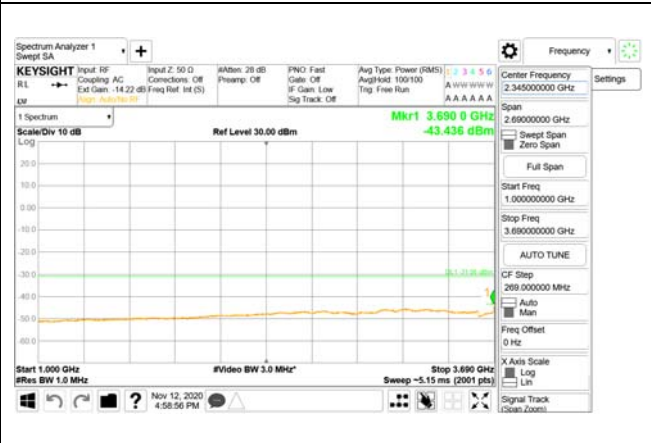 Spectrum Analyzer 1
Swept SA
Frequency
KEYSIGHT
RL
Input: RF
Coupling: AC
Ext Gain: -14.22 dB
Align: Auto/No RF
Input Z: 50 Ω
Corrections: Off
Freq Ref: Int (S)
#Atten: 28 dB
Preamp: Off
PNO: Fast
Gate: Off
IF Gain: Low
Sig Track: Off
Avg Type: Power (RMS)
Avg|Hold: 100/100
Trig: Free Run
1 2 3 4 5 6
A W W W W W
A A A A A A
1 Spectrum
Scale/Div 10 dB
Ref Level 30.00 dBm
Mkr1 3.690 0 GHz
-43.436 dBm
Log
20.0
10.0
0.00
-10.0
-20.0
-30.0
-40.0
-50.0
-60.0
1
Start 1.000 GHz
#Res BW 1.0 MHz
#Video BW 3.0 MHz*
Stop 3.690 GHz
Sweep ~5.15 ms (2001 pts)
Nov 12, 2020
4:58:56 PM
Center Frequency
2.345000000 GHz
Settings
Span
2.69000000 GHz
Swept Span
Zero Span
Full Span
Start Freq
1.000000000 GHz
Stop Freq
3.690000000 GHz
AUTO TUNE
CF Step
269.000000 MHz
Auto
Man
Freq Offset
0 Hz
X Axis Scale
Log
Lin
Signal Track
(Span Zoom)